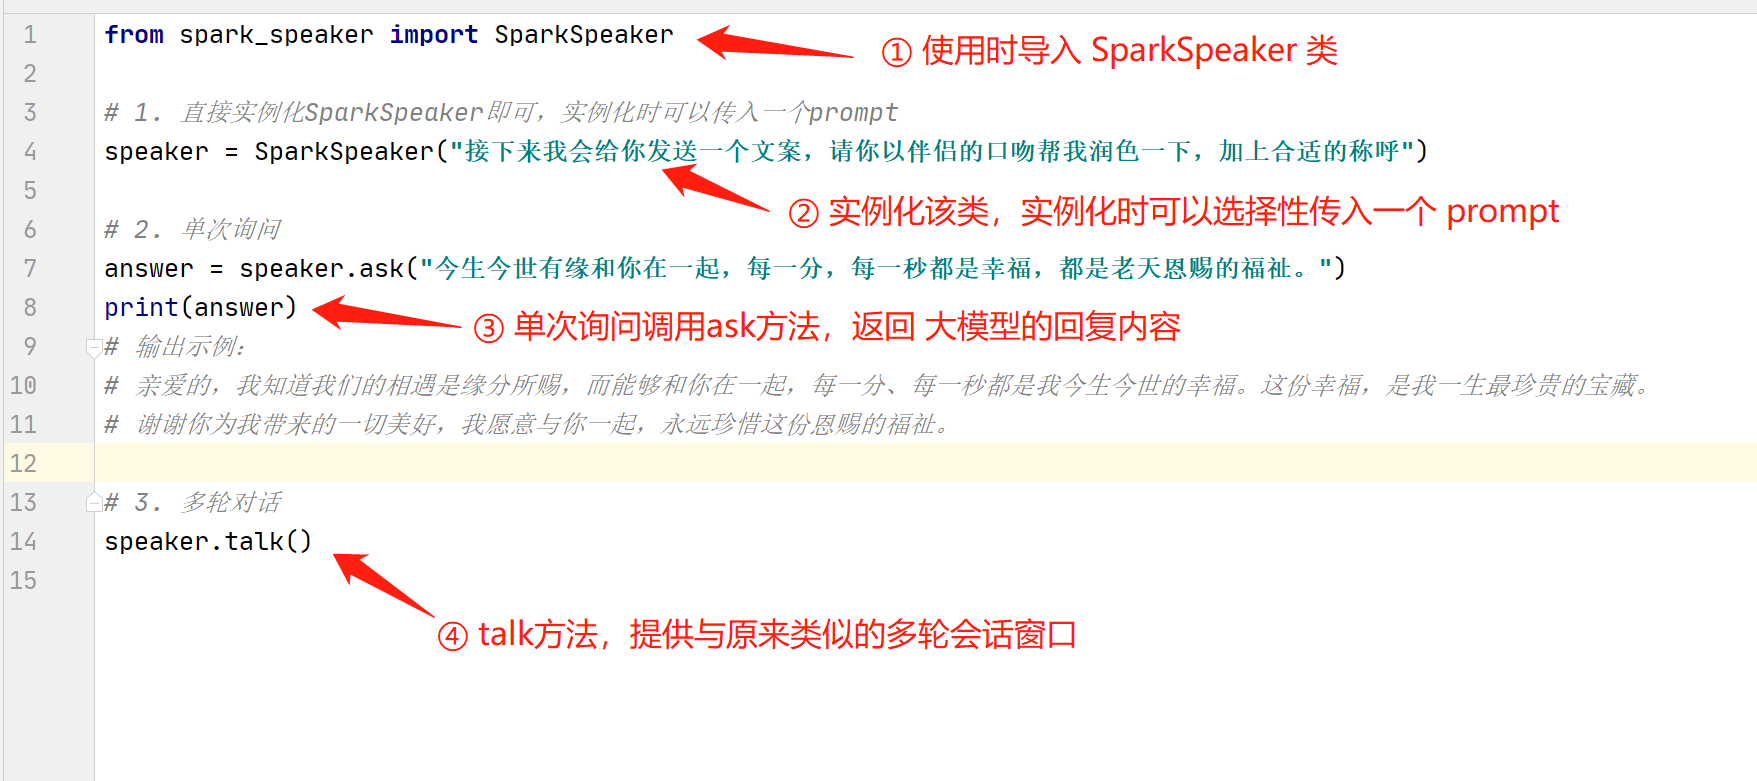 1 from spark_speaker import SparkSpeaker
① 使用时导入 SparkSpeaker 类
2
3 # 1. 直接实例化SparkSpeaker即可，实例化时可以传入一个prompt
4 speaker = SparkSpeaker("接下来我会给你发送一个文案，请你以伴侣的口吻帮我润色一下，加上合适的称呼")
5
② 实例化该类，实例化时可以选择性传入一个 prompt
6 # 2. 单次询问
7 answer = speaker.ask("今生今世有缘和你在一起，每一分，每一秒都是幸福，都是老天恩赐的福祉。")
8 print(answer)
③ 单次询问调用ask方法，返回 大模型的回复内容
9 # 输出示例：
10 # 亲爱的，我知道我们的相遇是缘分所赐，而能够和你在一起，每一分、每一秒都是我今生今世的幸福。这份幸福，是我一生最珍贵的宝藏。
11 # 谢谢你为我带来的一切美好，我愿意与你一起，永远珍惜这份恩赐的福祉。
12
13 # 3. 多轮对话
14 speaker.talk()
15
④ talk方法，提供与原来类似的多轮会话窗口